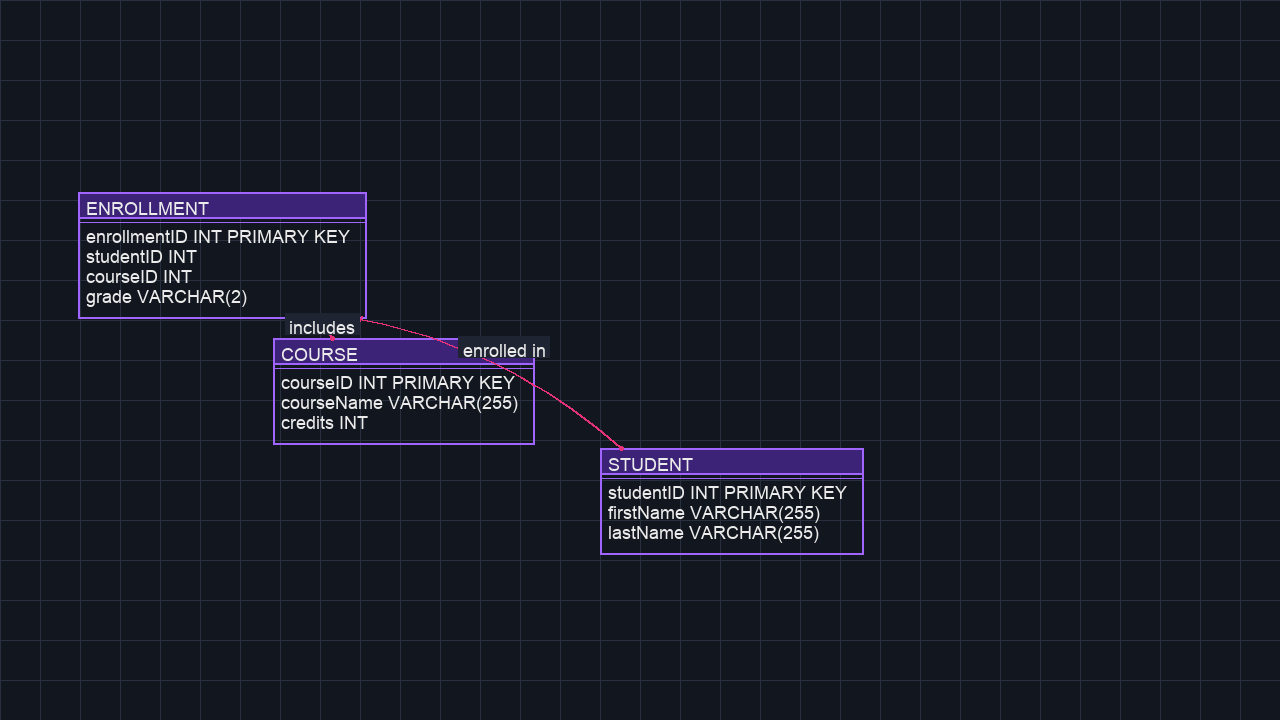 ENROLLMENT
enrollmentID INT PRIMARY KEY
studentID INT
courseID INT
grade VARCHAR(2)
includes
enrolled in
COURSE
courseID INT PRIMARY KEY
courseName VARCHAR(255)
credits INT
STUDENT
studentID INT PRIMARY KEY
firstName VARCHAR(255)
lastName VARCHAR(255)